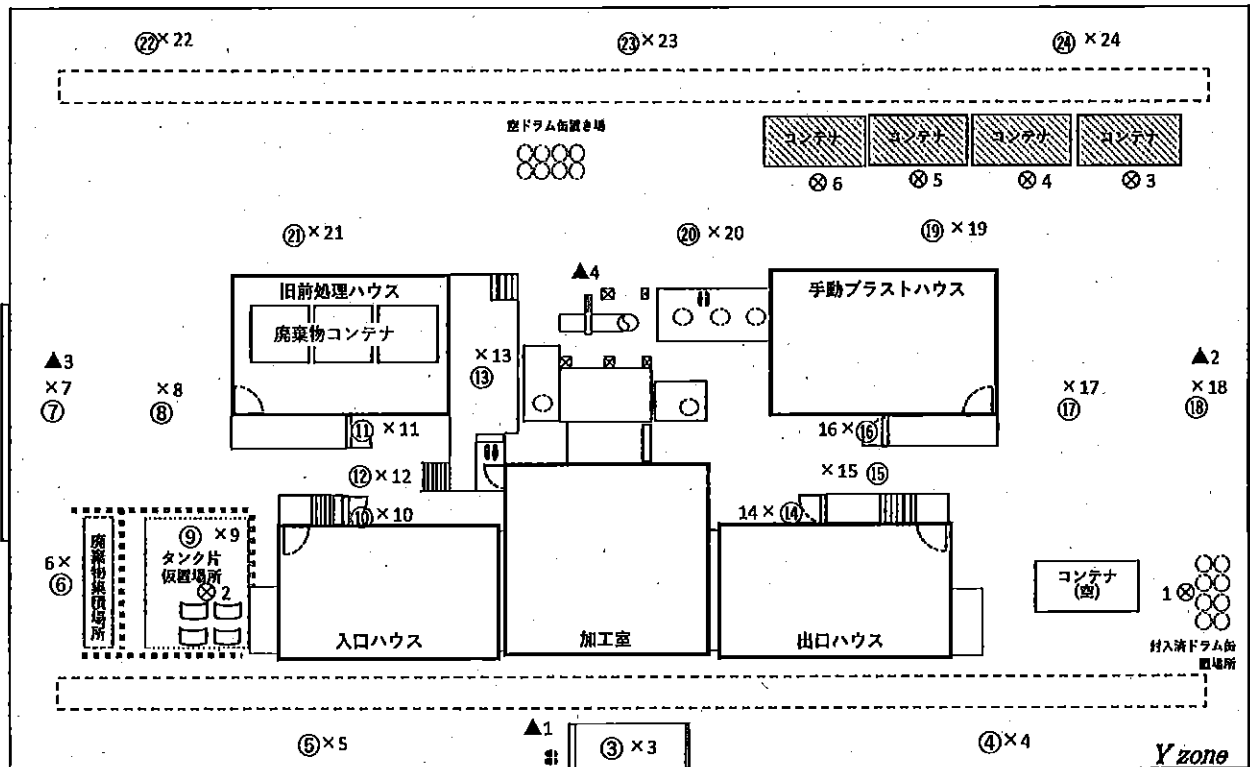 ㉒×22 ㉓×23 ㉔×24
空ドラム缶置き場
コンテナ コンテナ コンテナ コンテナ
⊗6 ⊗5 ⊗4 ⊗3
㉑×21 ⑳×20 ⑲×19
▲4
旧前処理ハウス
手動ブラストハウス
廃棄物コンテナ
×13
⑬
▲3
×7
⑦
×8
⑧
▲2
×17
⑰
×18
⑱
⑪×11
16×⑯
⑫×12
×15 ⑮
⑩×10
14×⑭
6×
⑥
廃棄物集積場所
⑨ ×9
タンク片
仮置場所
⊗2
コンテナ
(空)
1⊗
入口ハウス
加工室
出口ハウス
封入済ドラム缶
置場所
▲1
⑤×5
③×3
④×4
Y zone